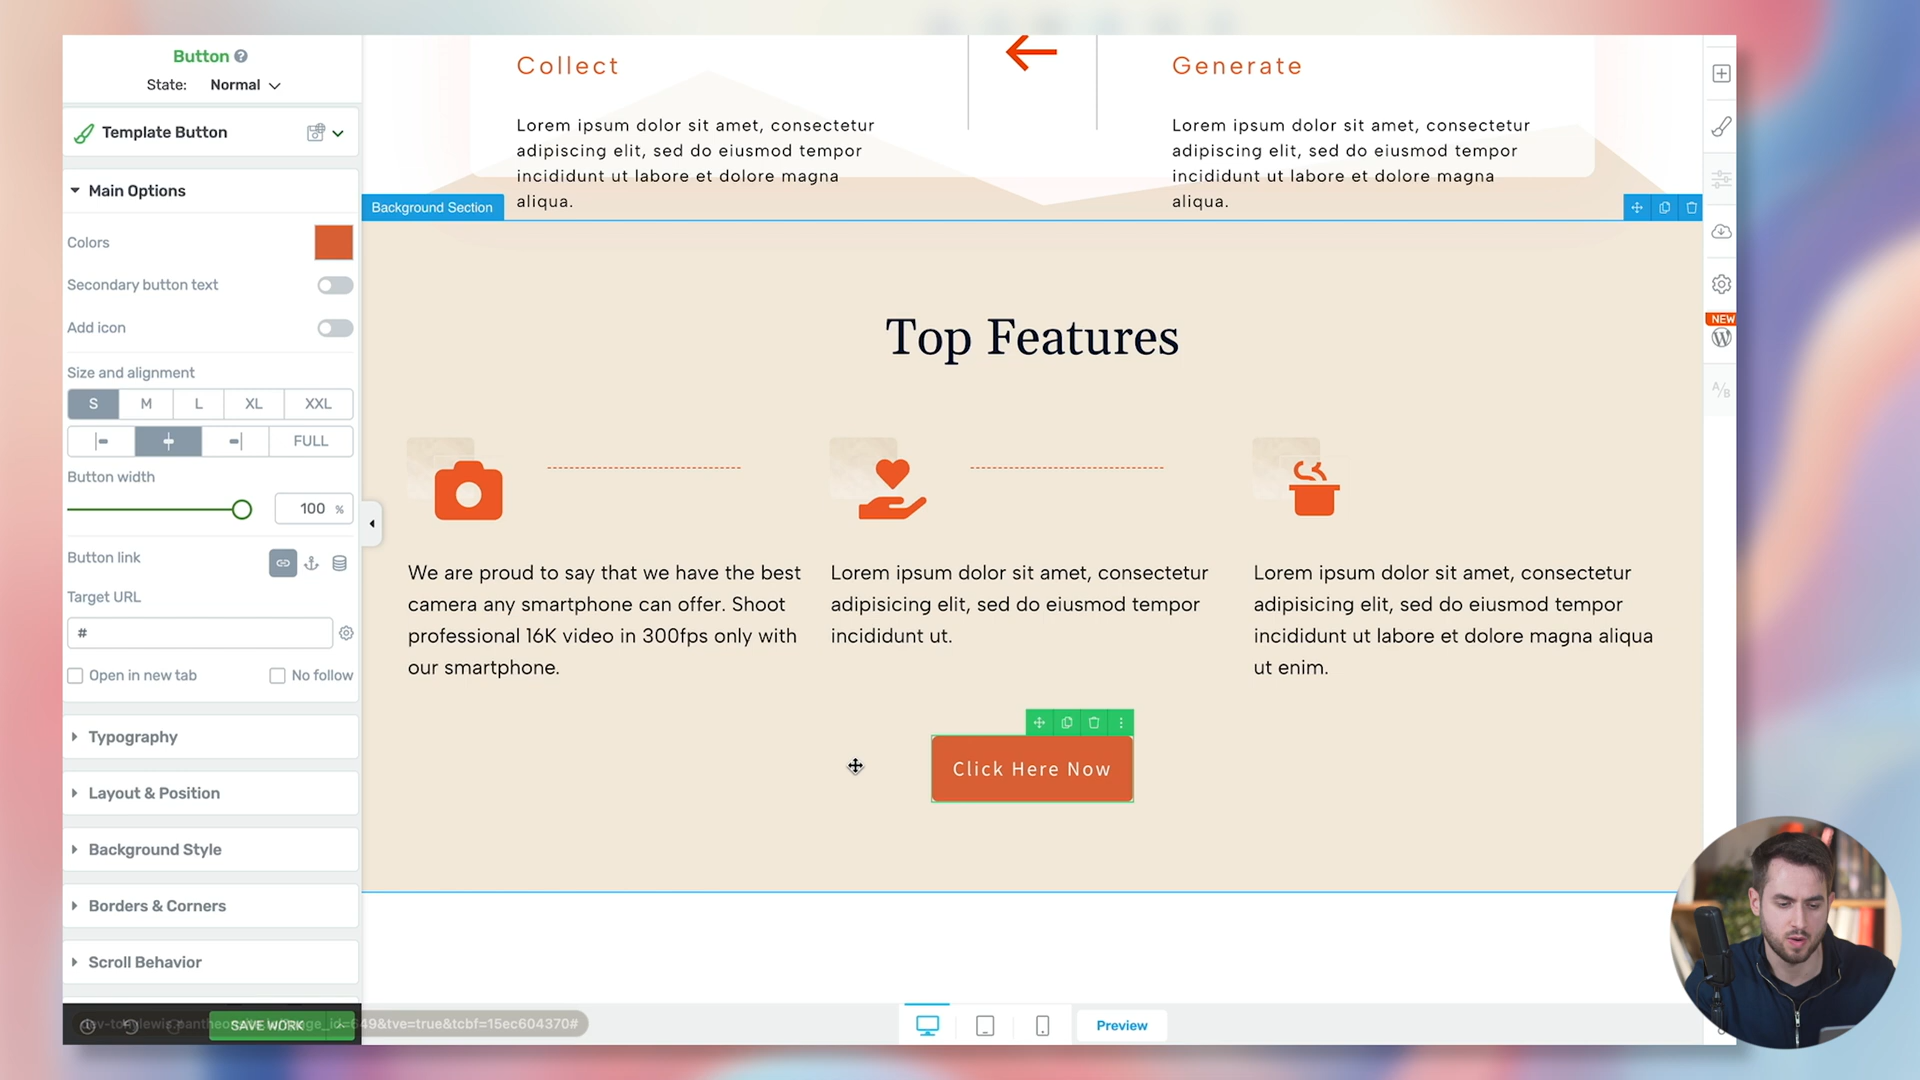 Button
State: Normal
Template Button
Main Options
Colors
Secondary button text
Add icon
Size and alignment
S M L XL XXL
FULL
Button width
100 %
Button link
Target URL
#
Open in new tab No follow
Typography
Layout & Position
Background Style
Borders & Corners
Scroll Behavior
SAVE WORK
649&tve=true&tcbf=15ec604370#
Collect
Lorem ipsum dolor sit amet, consectetur
adipiscing elit, sed do eiusmod tempor
incididunt ut labore et dolore magna
aliqua.
Generate
Lorem ipsum dolor sit amet, consectetur
adipiscing elit, sed do eiusmod tempor
incididunt ut labore et dolore magna
aliqua.
Background Section
Top Features
We are proud to say that we have the best
camera any smartphone can offer. Shoot
professional 16K video in 300fps only with
our smartphone.
Lorem ipsum dolor sit amet, consectetur
adipisicing elit, sed do eiusmod tempor
incididunt ut.
Lorem ipsum dolor sit amet, consectetur
adipisicing elit, sed do eiusmod tempor
incididunt ut labore et dolore magna aliqua
ut enim.
Click Here Now
Preview
NEW
A/B